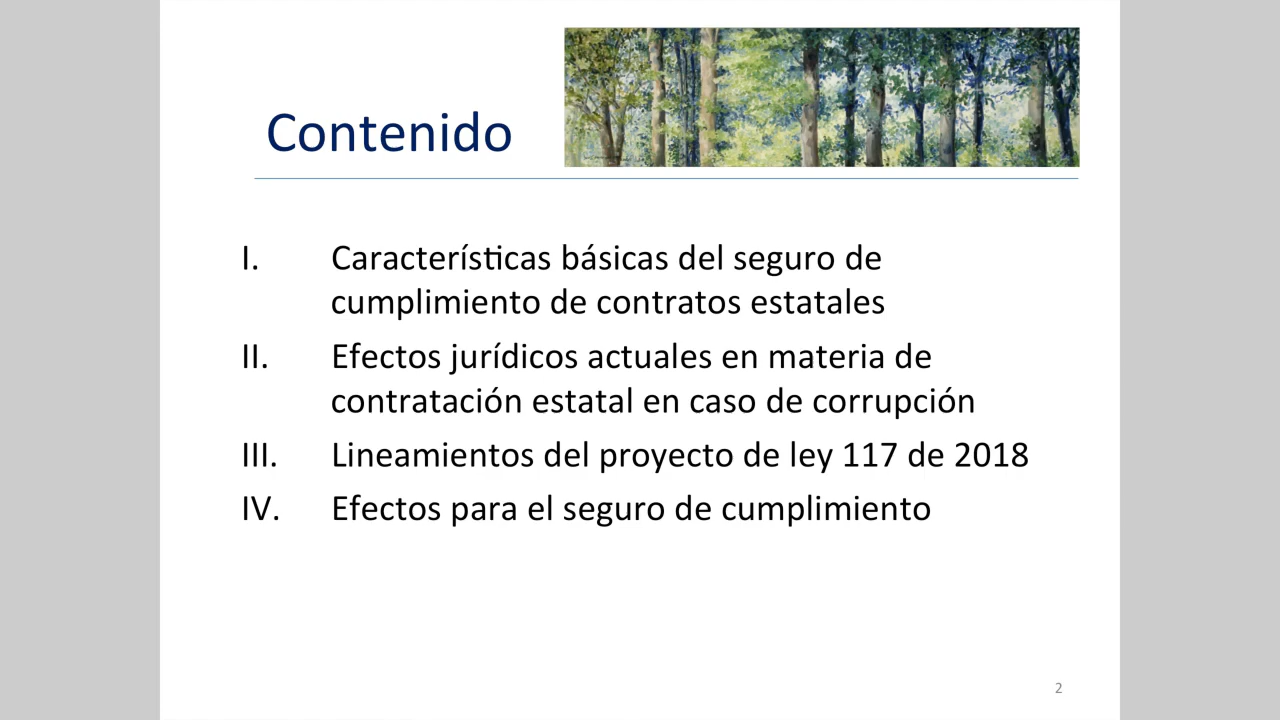 Contenido
I. Características básicas del seguro de
cumplimiento de contratos estatales
II. Efectos jurídicos actuales en materia de
contratación estatal en caso de corrupción
III. Lineamientos del proyecto de ley 117 de 2018
IV. Efectos para el seguro de cumplimiento
2